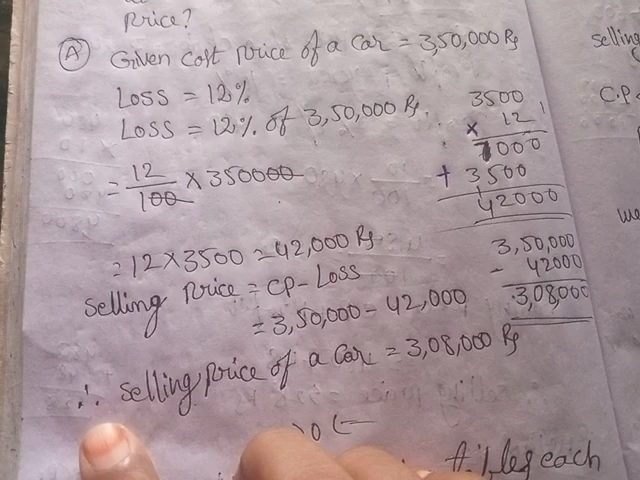 Price?
(A) Given cost price of a car = 3,50,000 Rs
Loss = 12%
Loss = 12% of 3,50,000 Rs.
= 12/100 × 350000
= 12×3500 = 42,000 Rs
Selling Price = CP - Loss
= 3,50,000 - 42,000
∴ Selling price of a car = 3,08,000 Rs
3500
× 12
7000
+ 3500
42000
3,50,000
- 42000
3,08,000
selling
C.P
each